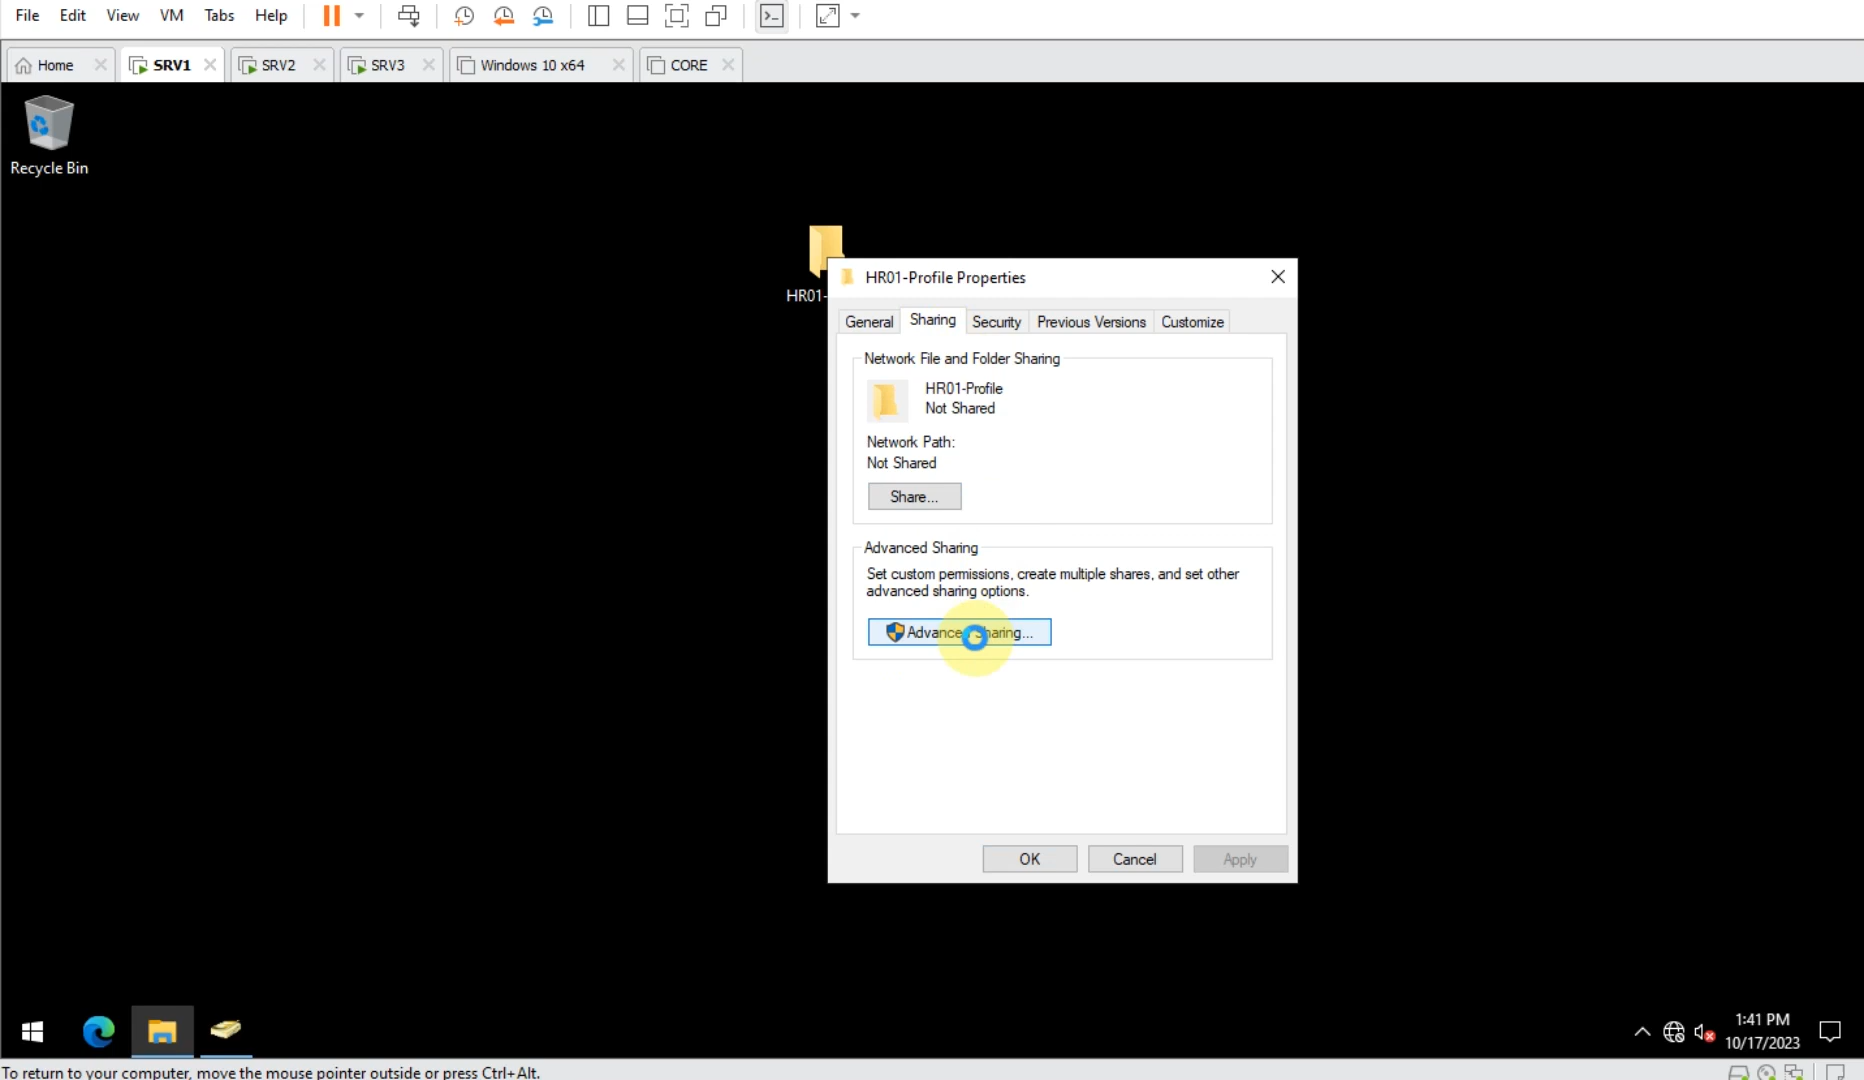 File Edit View VM Tabs Help
Home SRV1 SRV2 SRV3 Windows 10 x64 CORE
Recycle Bin
HR01-
HR01-Profile Properties
General Sharing Security Previous Versions Customize
Network File and Folder Sharing
HR01-Profile
Not Shared
Network Path:
Not Shared
Share...
Advanced Sharing
Set custom permissions, create multiple shares, and set other
advanced sharing options.
Advanced Sharing...
OK Cancel Apply
1:41 PM
10/17/2023
To return to your computer, move the mouse pointer outside or press Ctrl+Alt.